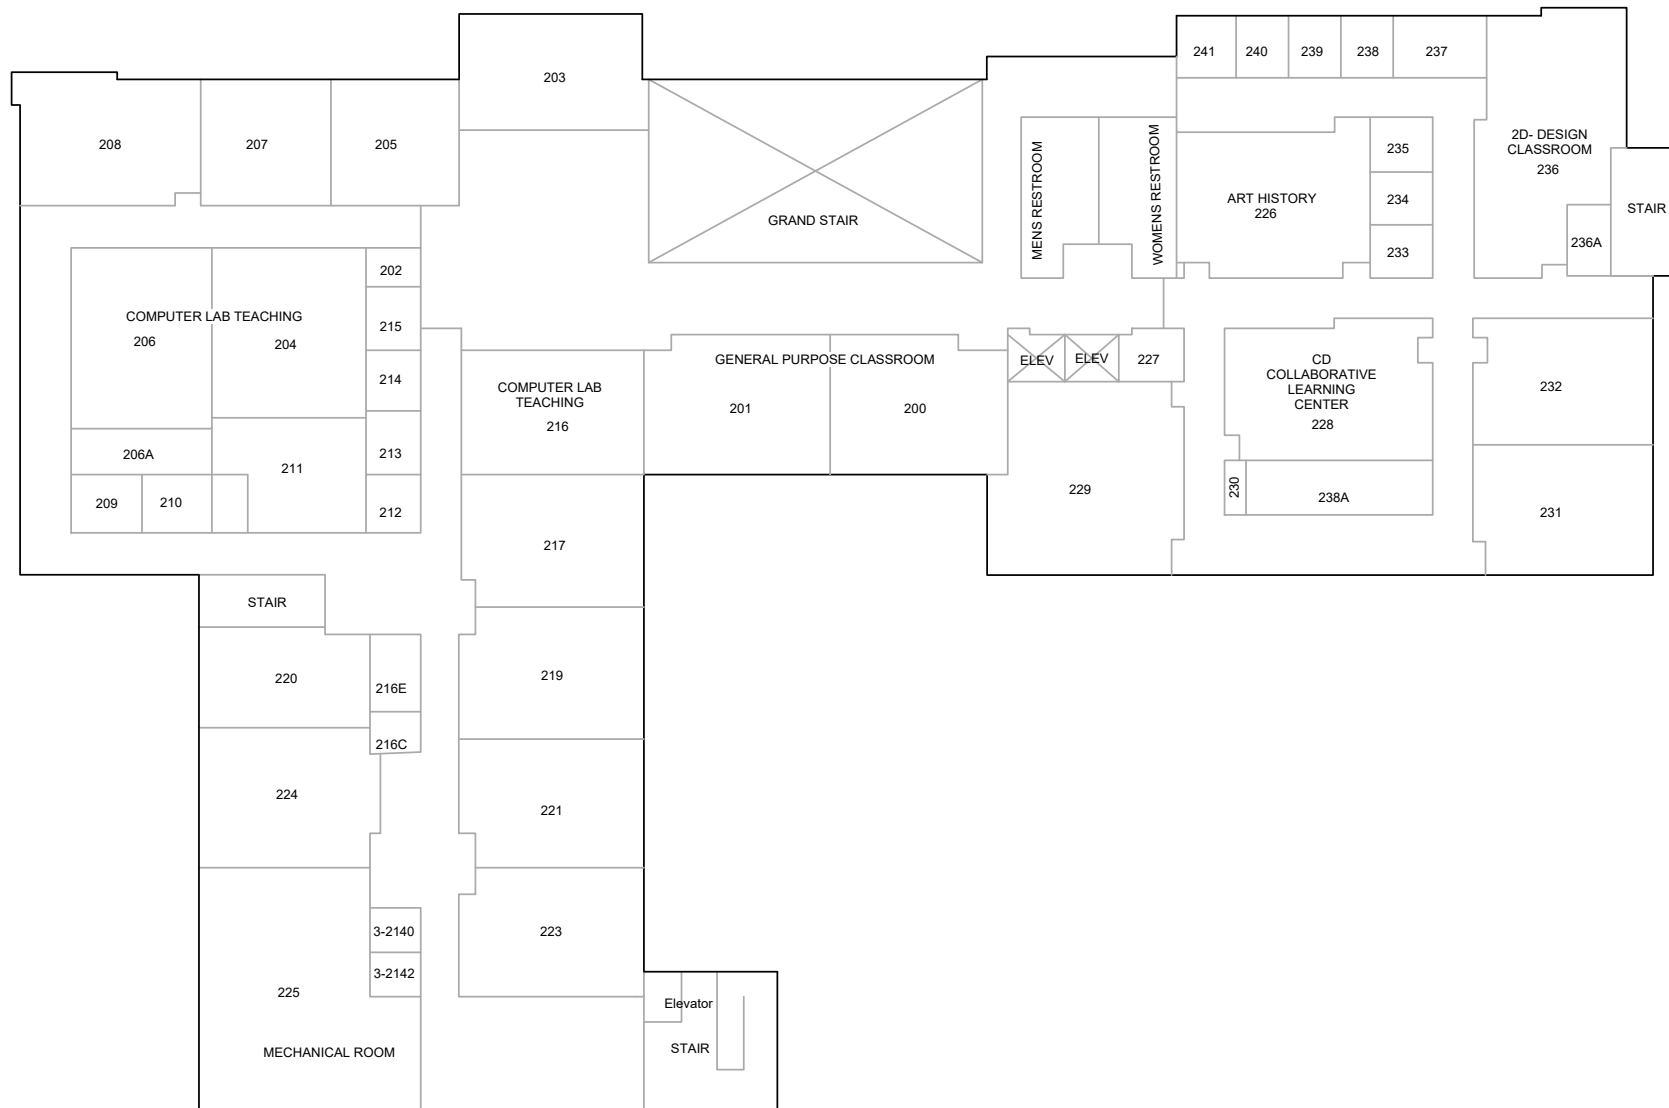 241
240
239
238
237
203
208
207
205
MENS RESTROOM
WOMENS RESTROOM
2D- DESIGN
CLASSROOM
236
235
ART HISTORY
226
234
233
STAIR
236A
GRAND STAIR
202
215
COMPUTER LAB TEACHING
206
204
214
GENERAL PURPOSE CLASSROOM
201
200
ELEV
ELEV
227
CD
COLLABORATIVE
LEARNING
CENTER
228
232
COMPUTER LAB
TEACHING
216
206A
213
211
209
210
212
229
230
238A
231
217
STAIR
220
216E
219
216C
224
221
3-2140
223
3-2142
225
Elevator
STAIR
MECHANICAL ROOM